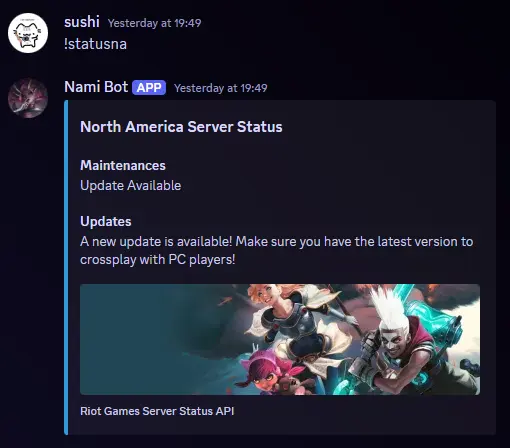 sushi Yesterday at 19:49
!statusna
Nami Bot APP Yesterday at 19:49
North America Server Status
Maintenances
Update Available
Updates
A new update is available! Make sure you have the latest version to
crossplay with PC players!
Riot Games Server Status API